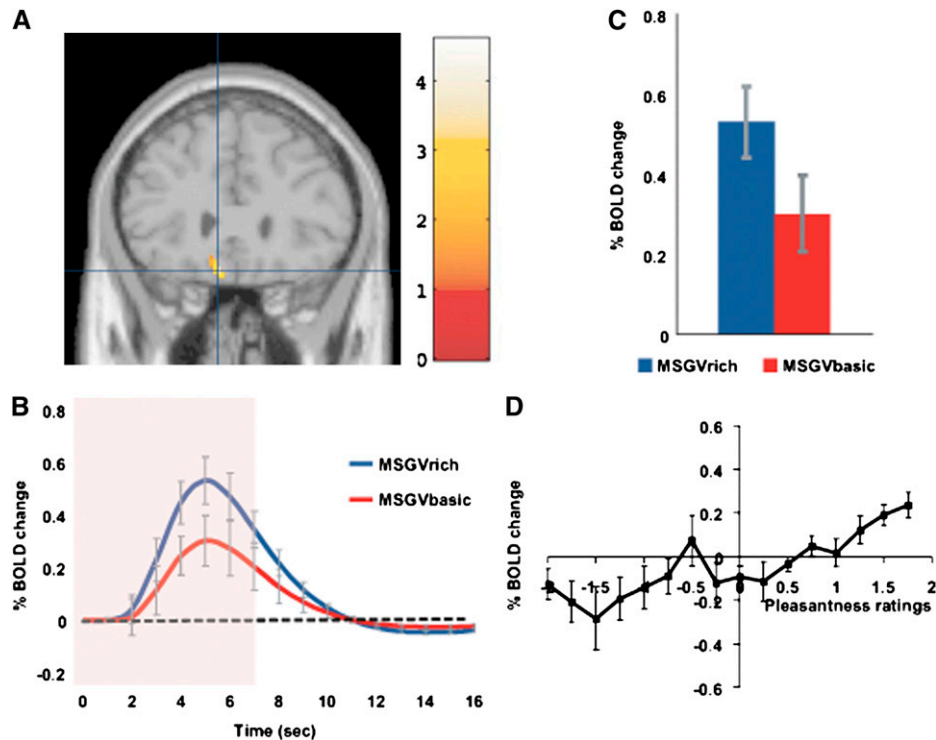 A
4
3
2
1
0
B
0.8
0.6
0.4
0.2
0
-0.2
% BOLD change
MSGVrich
MSGVbasic
0 2 4 6 8 10 12 14 16
Time (sec)
C
0.8
0.6
0.4
0.2
0
% BOLD change
MSGVrich MSGVbasic
D
0.6
0.4
0.2
0
-0.2
-0.4
-0.6
% BOLD change
-1.5 -0.5 0 0.5 1 1.5 2
Pleasantness ratings